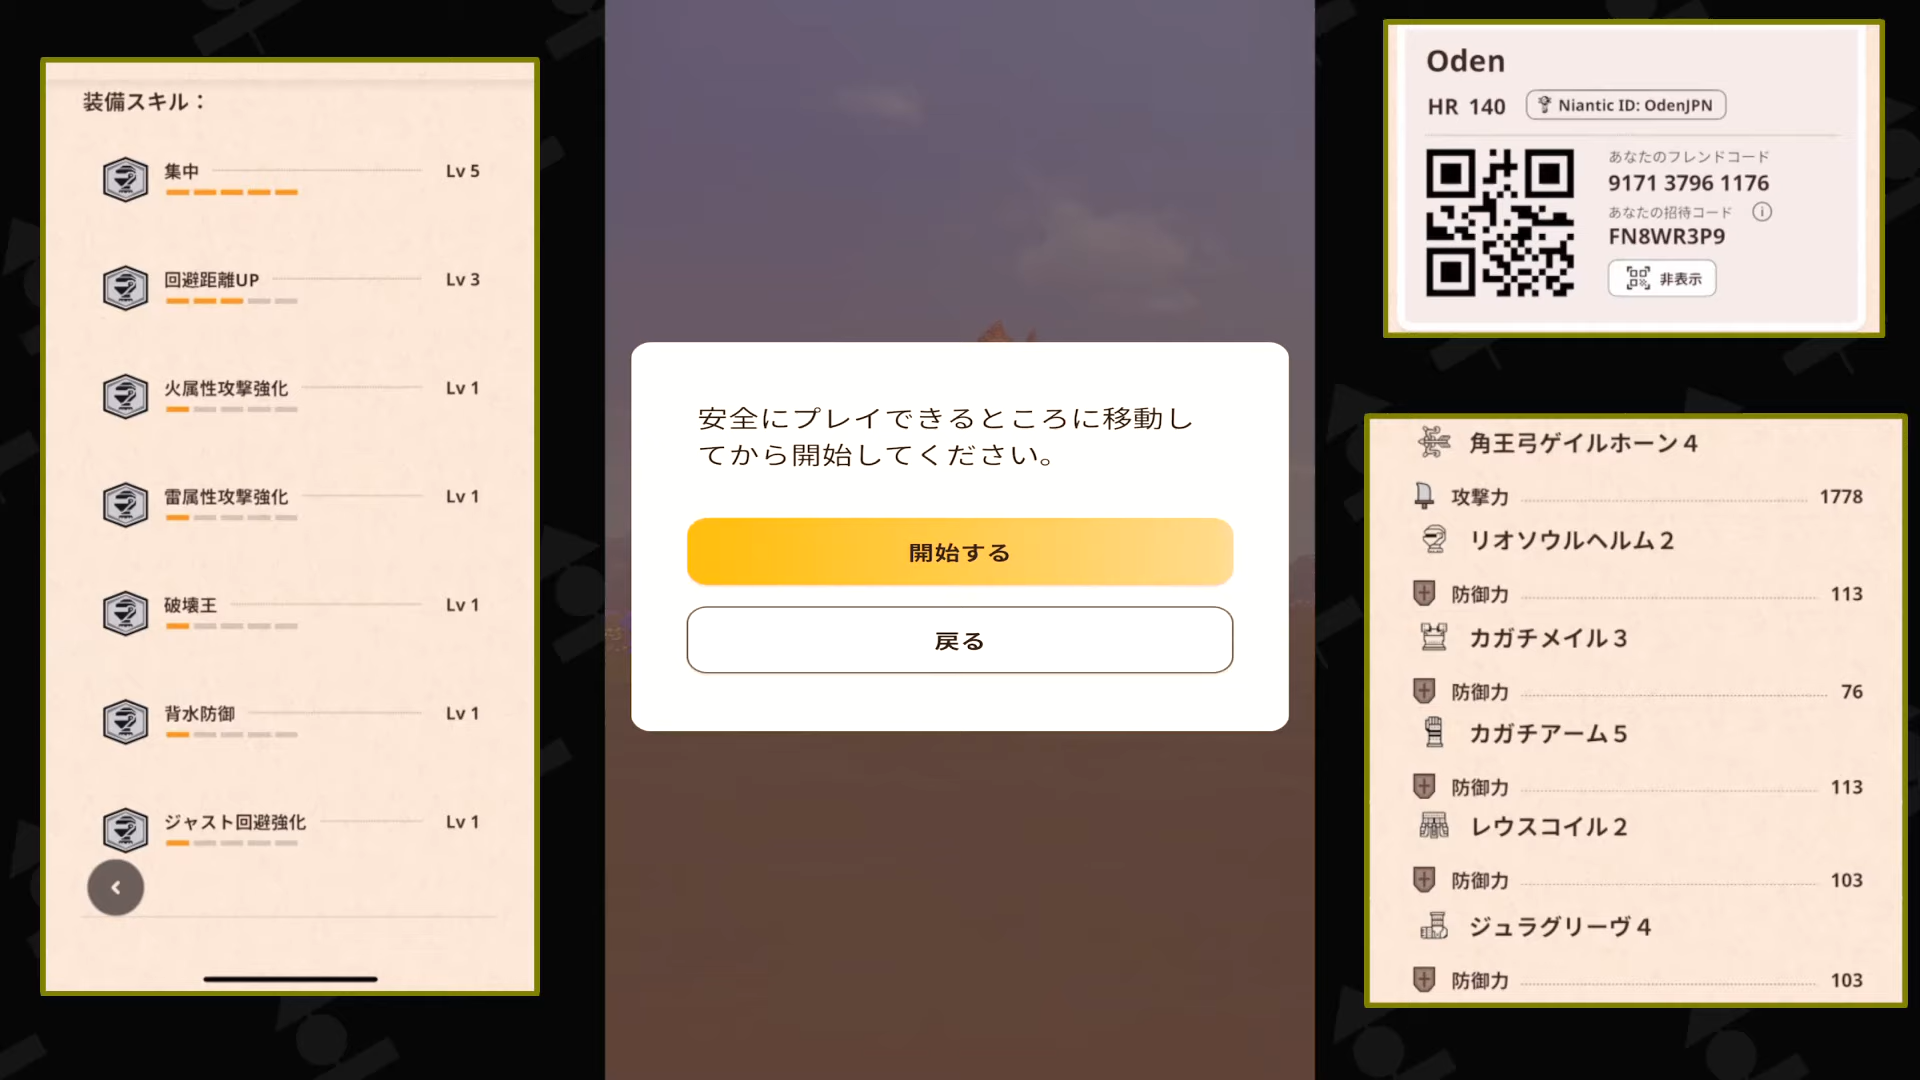 装備スキル：
集中 Lv 5
回避距離UP Lv 3
火属性攻撃強化 Lv 1
雷属性攻撃強化 Lv 1
破壊王 Lv 1
背水防御 Lv 1
ジャスト回避強化 Lv 1
安全にプレイできるところに移動し
てから開始してください。
開始する
戻る
Oden
HR 140 Niantic ID: OdenJPN
あなたのフレンドコード
9171 3796 1176
あなたの招待コード
FN8WR3P9
非表示
角王弓ゲイルホーン 4
攻撃力 1778
リオソウルヘルム 2
防御力 113
カガチメイル 3
防御力 76
カガチアーム 5
防御力 113
レウスコイル 2
防御力 103
ジュラグリーヴ 4
防御力 103